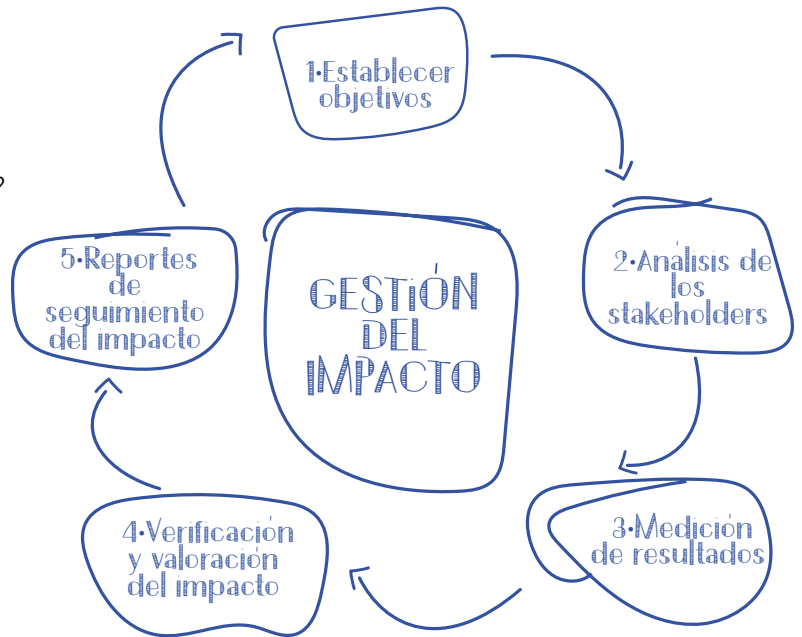 1·Establecer
objetivos
2·Análisis de
los
stakeholders
GESTIÓN
DEL
IMPACTO
5·Reportes
de
seguimiento
del impacto
3·Medición
de resultados
4·Verificación
y valoración
del impacto